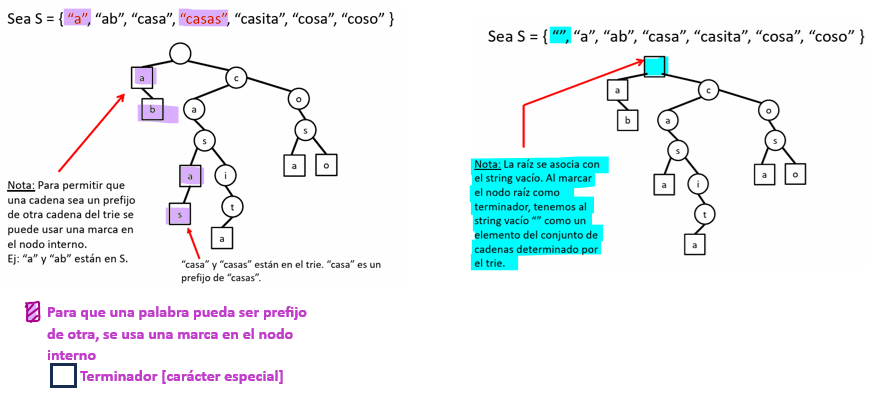 Sea S = { “a”, “ab”, “casa”, “casas”, “casita”, “cosa”, “coso” }
a
c
b
a
o
s
s
a
i
a
o
s
t
a
Nota: Para permitir que
una cadena sea un prefijo
de otra cadena del trie se
puede usar una marca en
el nodo interno.
Ej: “a” y “ab” están en S.
“casa” y “casas” están en el trie. “casa” es un
prefijo de “casas”.
Para que una palabra pueda ser prefijo
de otra, se usa una marca en el nodo
interno
Terminador [carácter especial]
Sea S = { “”, “a”, “ab”, “casa”, “casita”, “cosa”, “coso” }
a
c
b
a
o
s
s
a
i
a
o
t
a
Nota: La raíz se asocia con
el string vacío. Al marcar
el nodo raíz como
terminador, tenemos al
string vacío “” como un
elemento del conjunto de
cadenas determinado por
el trie.